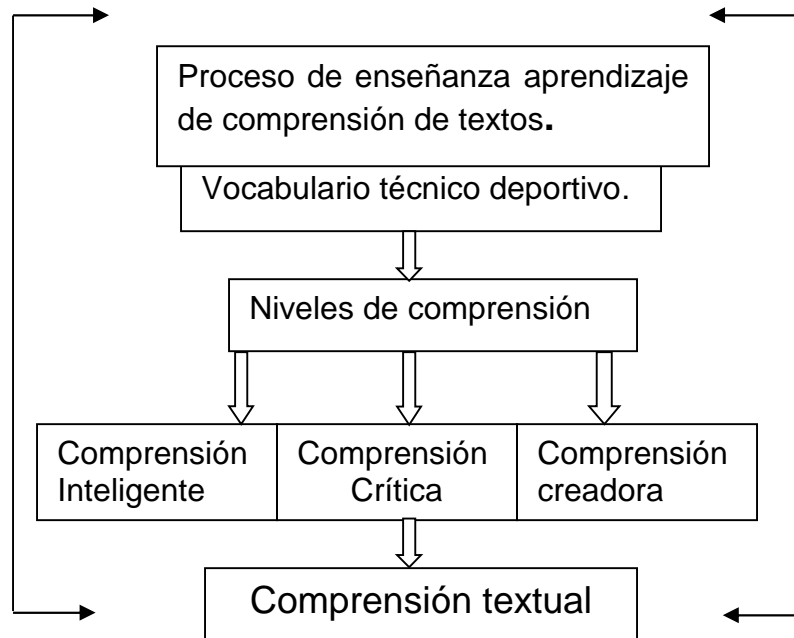 Proceso de enseñanza aprendizaje
de comprensión de textos.
Vocabulario técnico deportivo.
Niveles de comprensión
Comprensión
Inteligente
Comprensión
Crítica
Comprensión
creadora
Comprensión textual